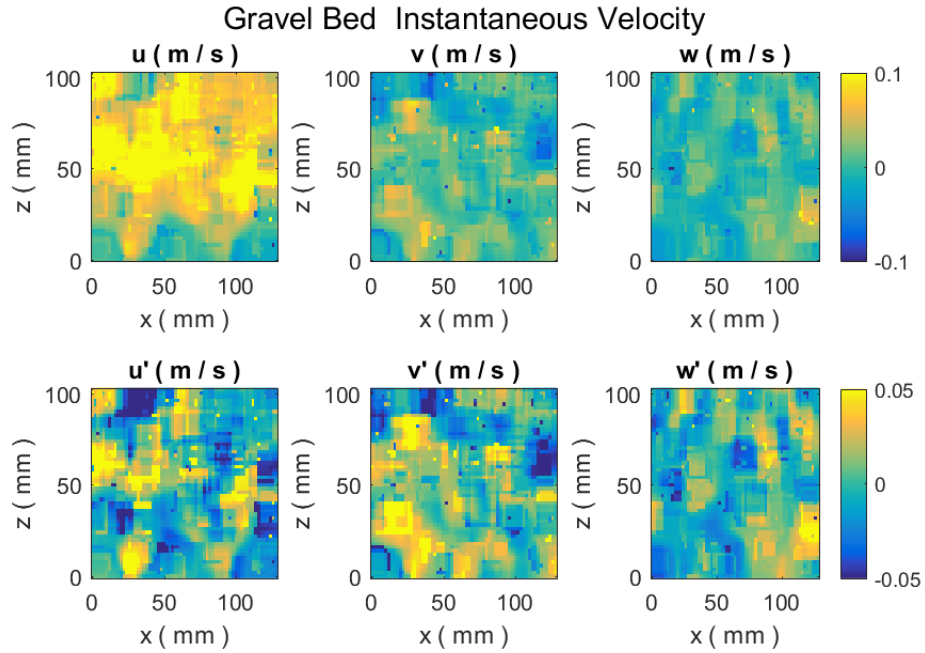 Gravel Bed  Instantaneous Velocity
u ( m / s )
v ( m / s )
w ( m / s )
z ( mm )
100
50
0
0
50
100
x ( mm )
z ( mm )
100
50
0
0
50
100
x ( mm )
z ( mm )
100
50
0
0
50
100
x ( mm )
0.1
0
-0.1
u' ( m / s )
v' ( m / s )
w' ( m / s )
z ( mm )
100
50
0
0
50
100
x ( mm )
z ( mm )
100
50
0
0
50
100
x ( mm )
z ( mm )
100
50
0
0
50
100
x ( mm )
0.05
0
-0.05